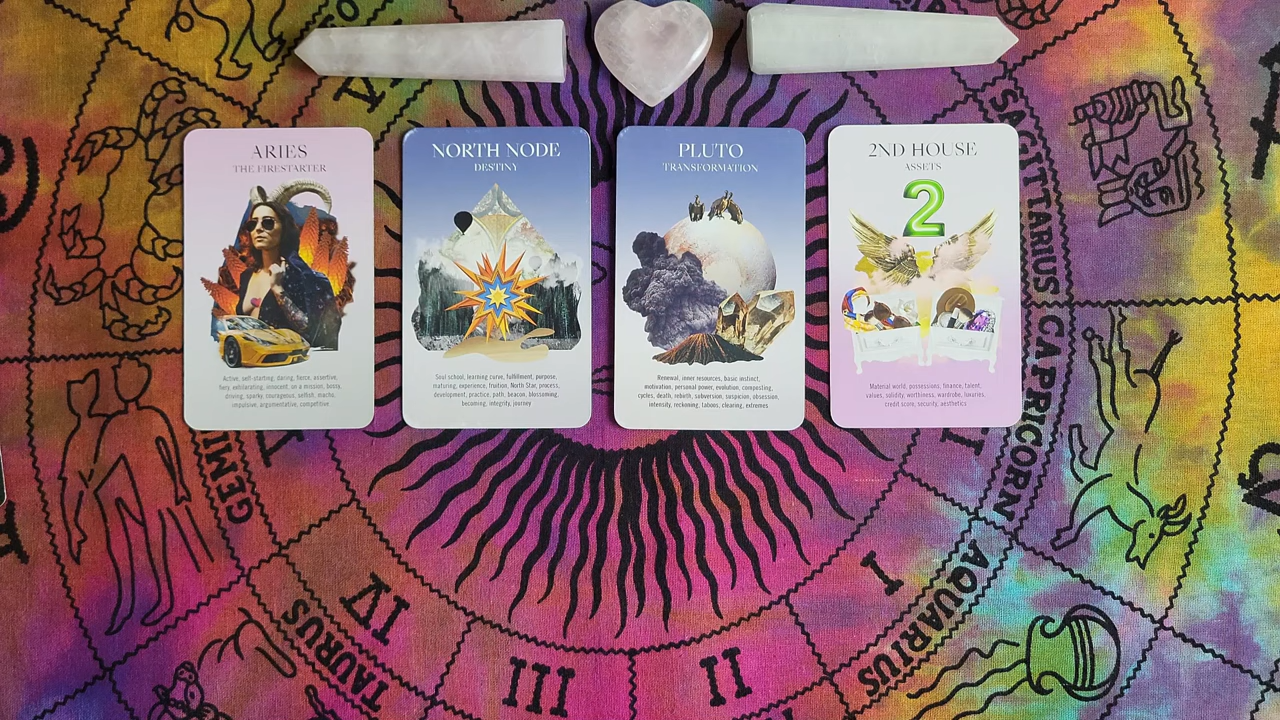 ARIES
THE FIRESTARTER
Active, self-starting, daring, fierce, assertive,
fiery, exhilarating, innocent, on a mission, bossy,
driving, sparky, courageous, selfish, macho,
impulsive, argumentative, competitive
NORTH NODE
DESTINY
Soul school, learning curve, fulfillment, purpose,
maturing, experience, fruition, North Star, process,
development, practice, path, beacon, blossoming,
becoming, integrity, journey
PLUTO
TRANSFORMATION
Renewal, inner resources, basic instinct,
motivation, personal power, evolution, composting,
cycles, death, rebirth, subversion, suspicion, obsession,
intensity, reckoning, taboos, clearing, extremes
2ND HOUSE
ASSETS
2
Material world, possessions, finance, talent,
values, solidity, worthiness, wardrobe, luxuries,
credit score, security, aesthetics
SAGITTARIUS
CAPRICORN
AQUARIUS
GEMINI
TAURUS
I
II
III
IV
V